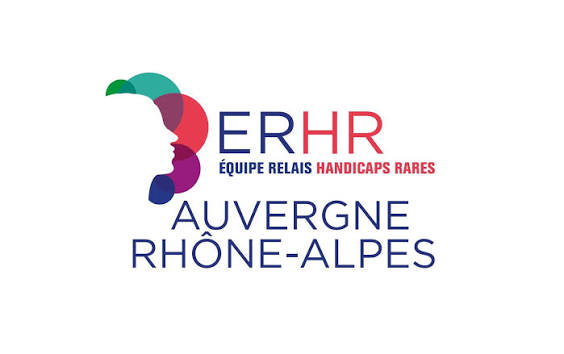 ERHR
ÉQUIPE RELAIS HANDICAPS RARES
AUVERGNE
RHÔNE-ALPES